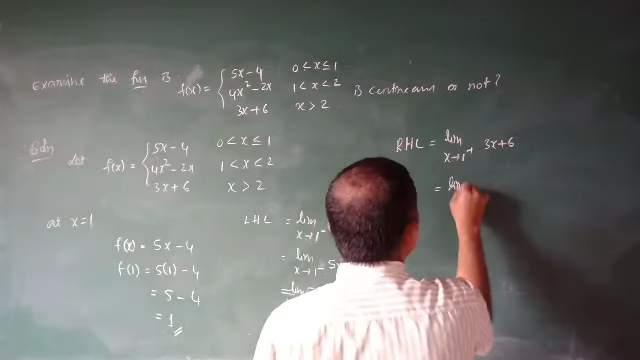 Examine the fun is f(x) = { 5x-4 0<x≤1
4x²-2x 1<x<2 is continuous or not?
3x+6 x>2
Soln let f(x) = { 5x-4 0<x≤1
4x²-2x 1<x<2
3x+6 x>2
at x=1
f(x) = 5x-4
f(1) = 5(1)-4
= 5-4
= 1
LHL = lim x→1-
= lim x→1- 5x
= lim
RHL = lim x→1+ 3x+6
= lim